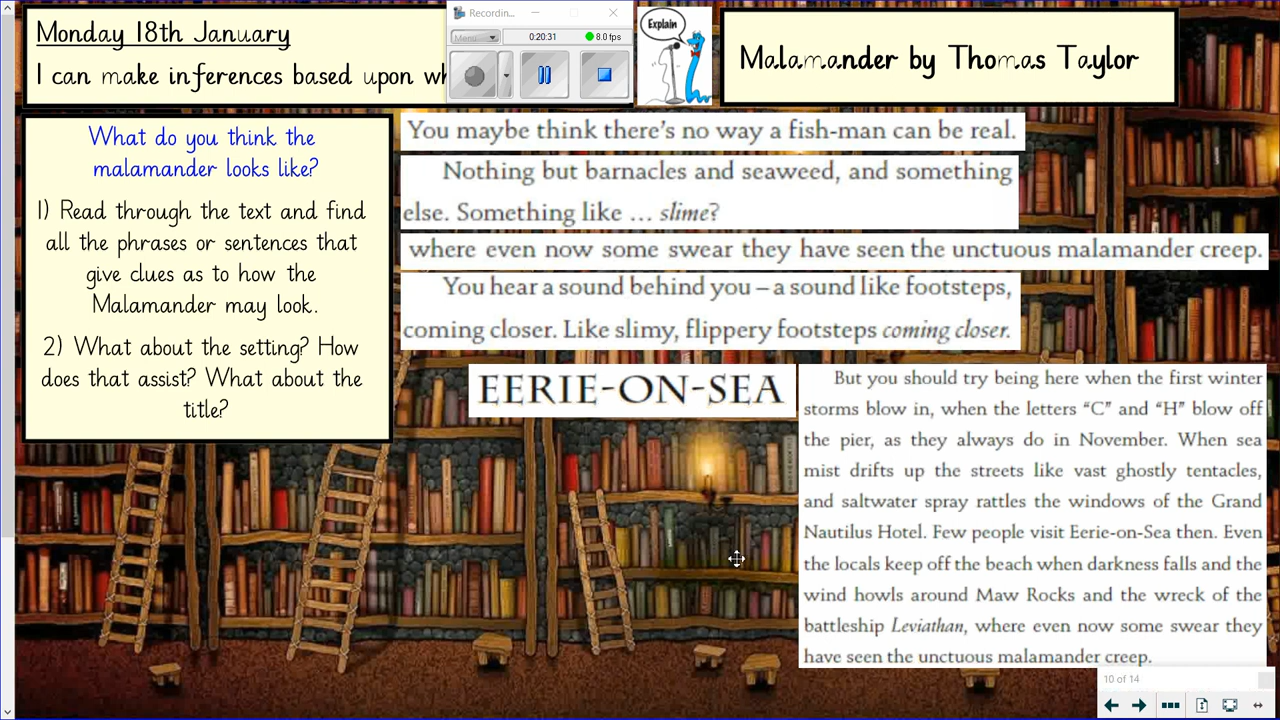 Monday 18th January
I can make inferences based upon wh
Recordin...
Menu
0:20:31
8.0 fps
Explain
Malamander by Thomas Taylor
What do you think the
malamander looks like?
1) Read through the text and find
all the phrases or sentences that
give clues as to how the
Malamander may look.
2) What about the setting? How
does that assist? What about the
title?
You maybe think there's no way a fish-man can be real.
Nothing but barnacles and seaweed, and something
else. Something like … slime?
where even now some swear they have seen the unctuous malamander creep.
You hear a sound behind you – a sound like footsteps,
coming closer. Like slimy, flippery footsteps coming closer.
EERIE-ON-SEA
But you should try being here when the first winter
storms blow in, when the letters “C” and “H” blow off
the pier, as they always do in November. When sea
mist drifts up the streets like vast ghostly tentacles,
and saltwater spray rattles the windows of the Grand
Nautilus Hotel. Few people visit Eerie-on-Sea then. Even
the locals keep off the beach when darkness falls and the
wind howls around Maw Rocks and the wreck of the
battleship Leviathan, where even now some swear they
have seen the unctuous malamander creep.
10 of 14